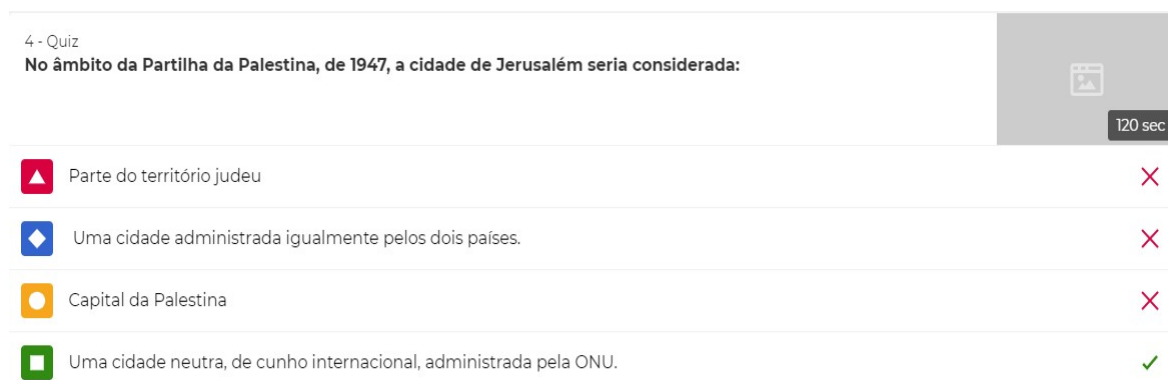 4 - Quiz
No âmbito da Partilha da Palestina, de 1947, a cidade de Jerusalém seria considerada:
120 sec
Parte do território judeu
Uma cidade administrada igualmente pelos dois países.
Capital da Palestina
Uma cidade neutra, de cunho internacional, administrada pela ONU.